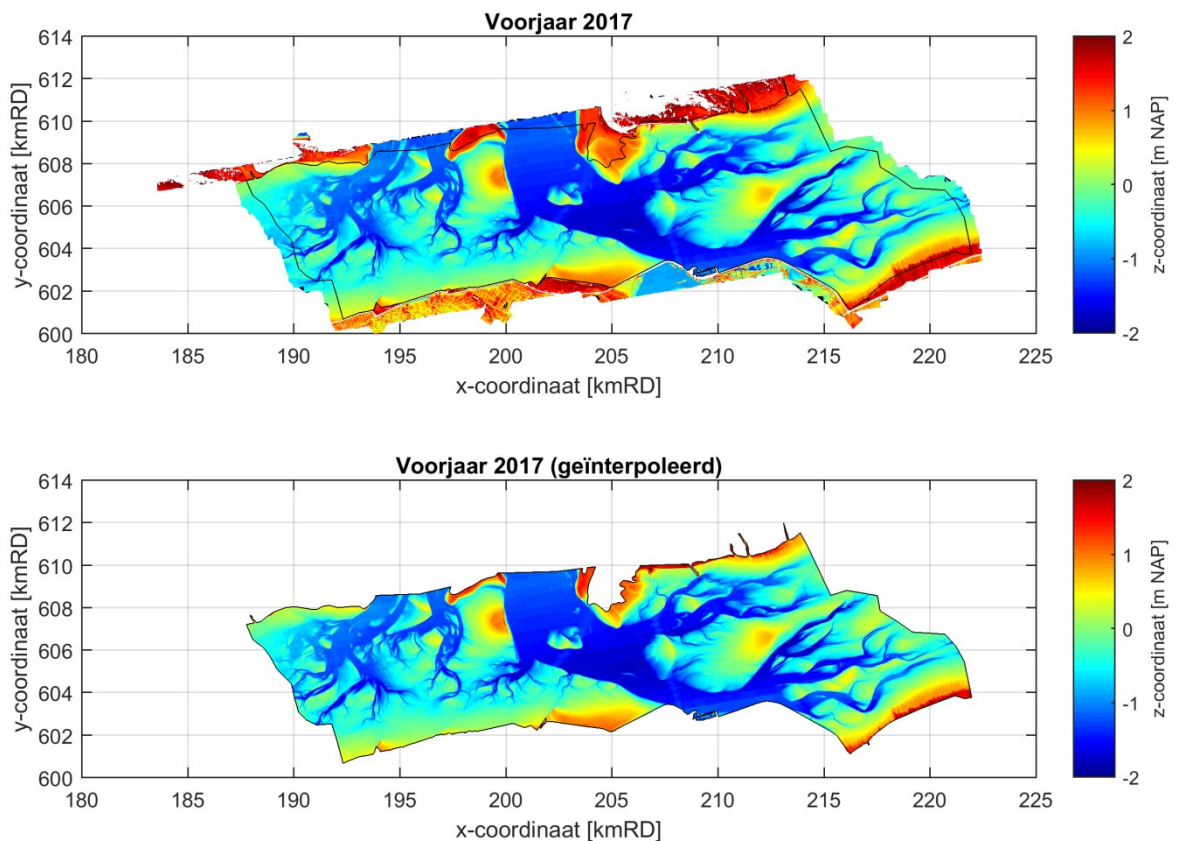 Voorjaar 2017
614
612
610
608
606
604
602
600
y-coordinaat [kmRD]
180 185 190 195 200 205 210 215 220 225
x-coordinaat [kmRD]
2
1
0
-1
-2
z-coordinaat [m NAP]
Voorjaar 2017 (geïnterpoleerd)
614
612
610
608
606
604
602
600
y-coordinaat [kmRD]
180 185 190 195 200 205 210 215 220 225
x-coordinaat [kmRD]
2
1
0
-1
-2
z-coordinaat [m NAP]